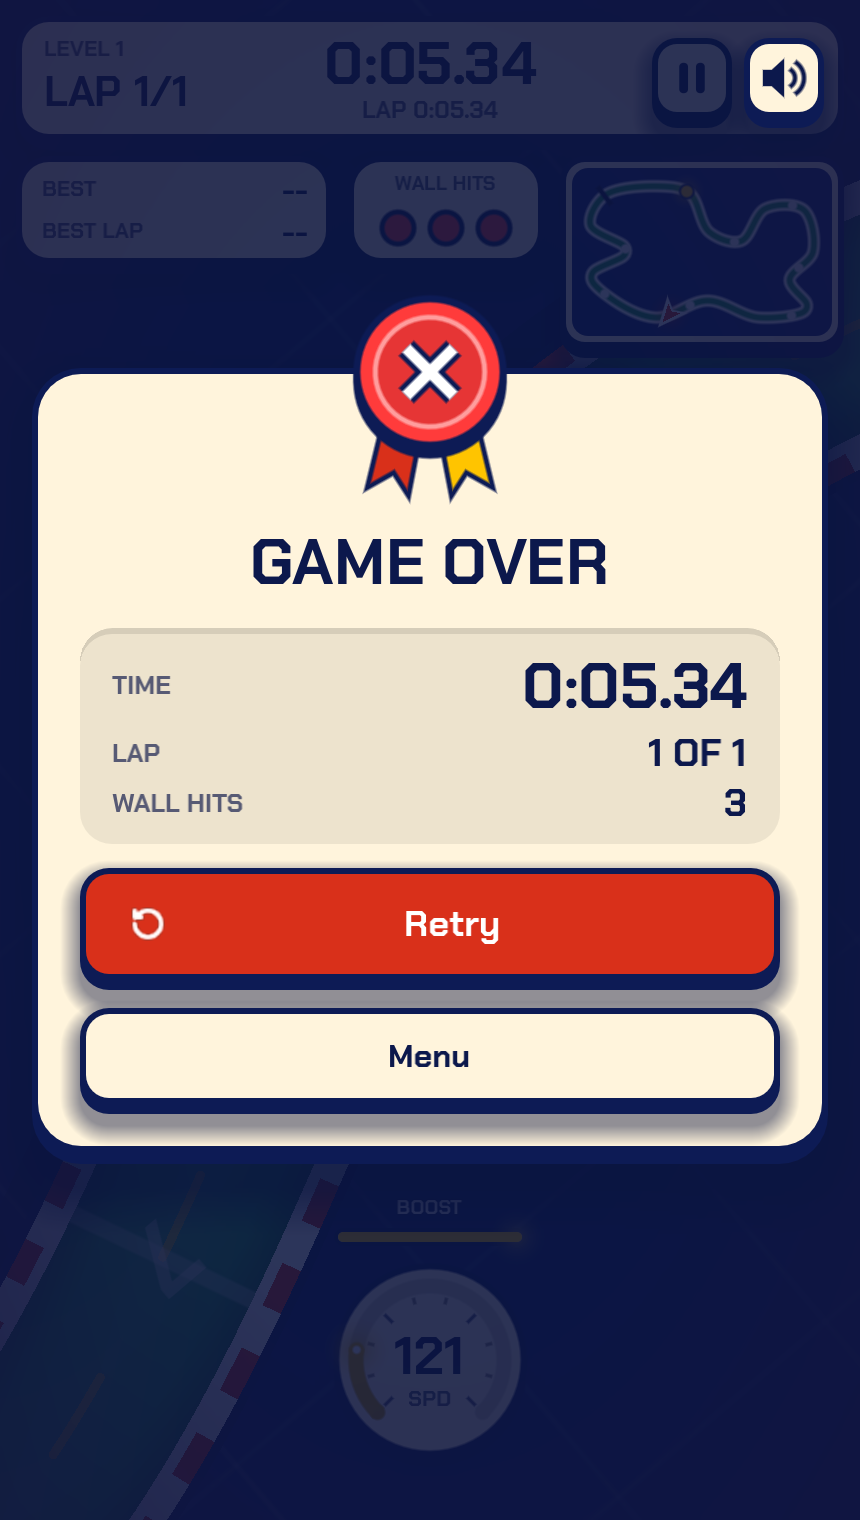 LEVEL 1
LAP 1/1
0:05.34
LAP 0:05.34
BEST --
BEST LAP --
WALL HITS
GAME OVER
TIME 0:05.34
LAP 1 OF 1
WALL HITS 3
Retry
Menu
BOOST
121
SPD